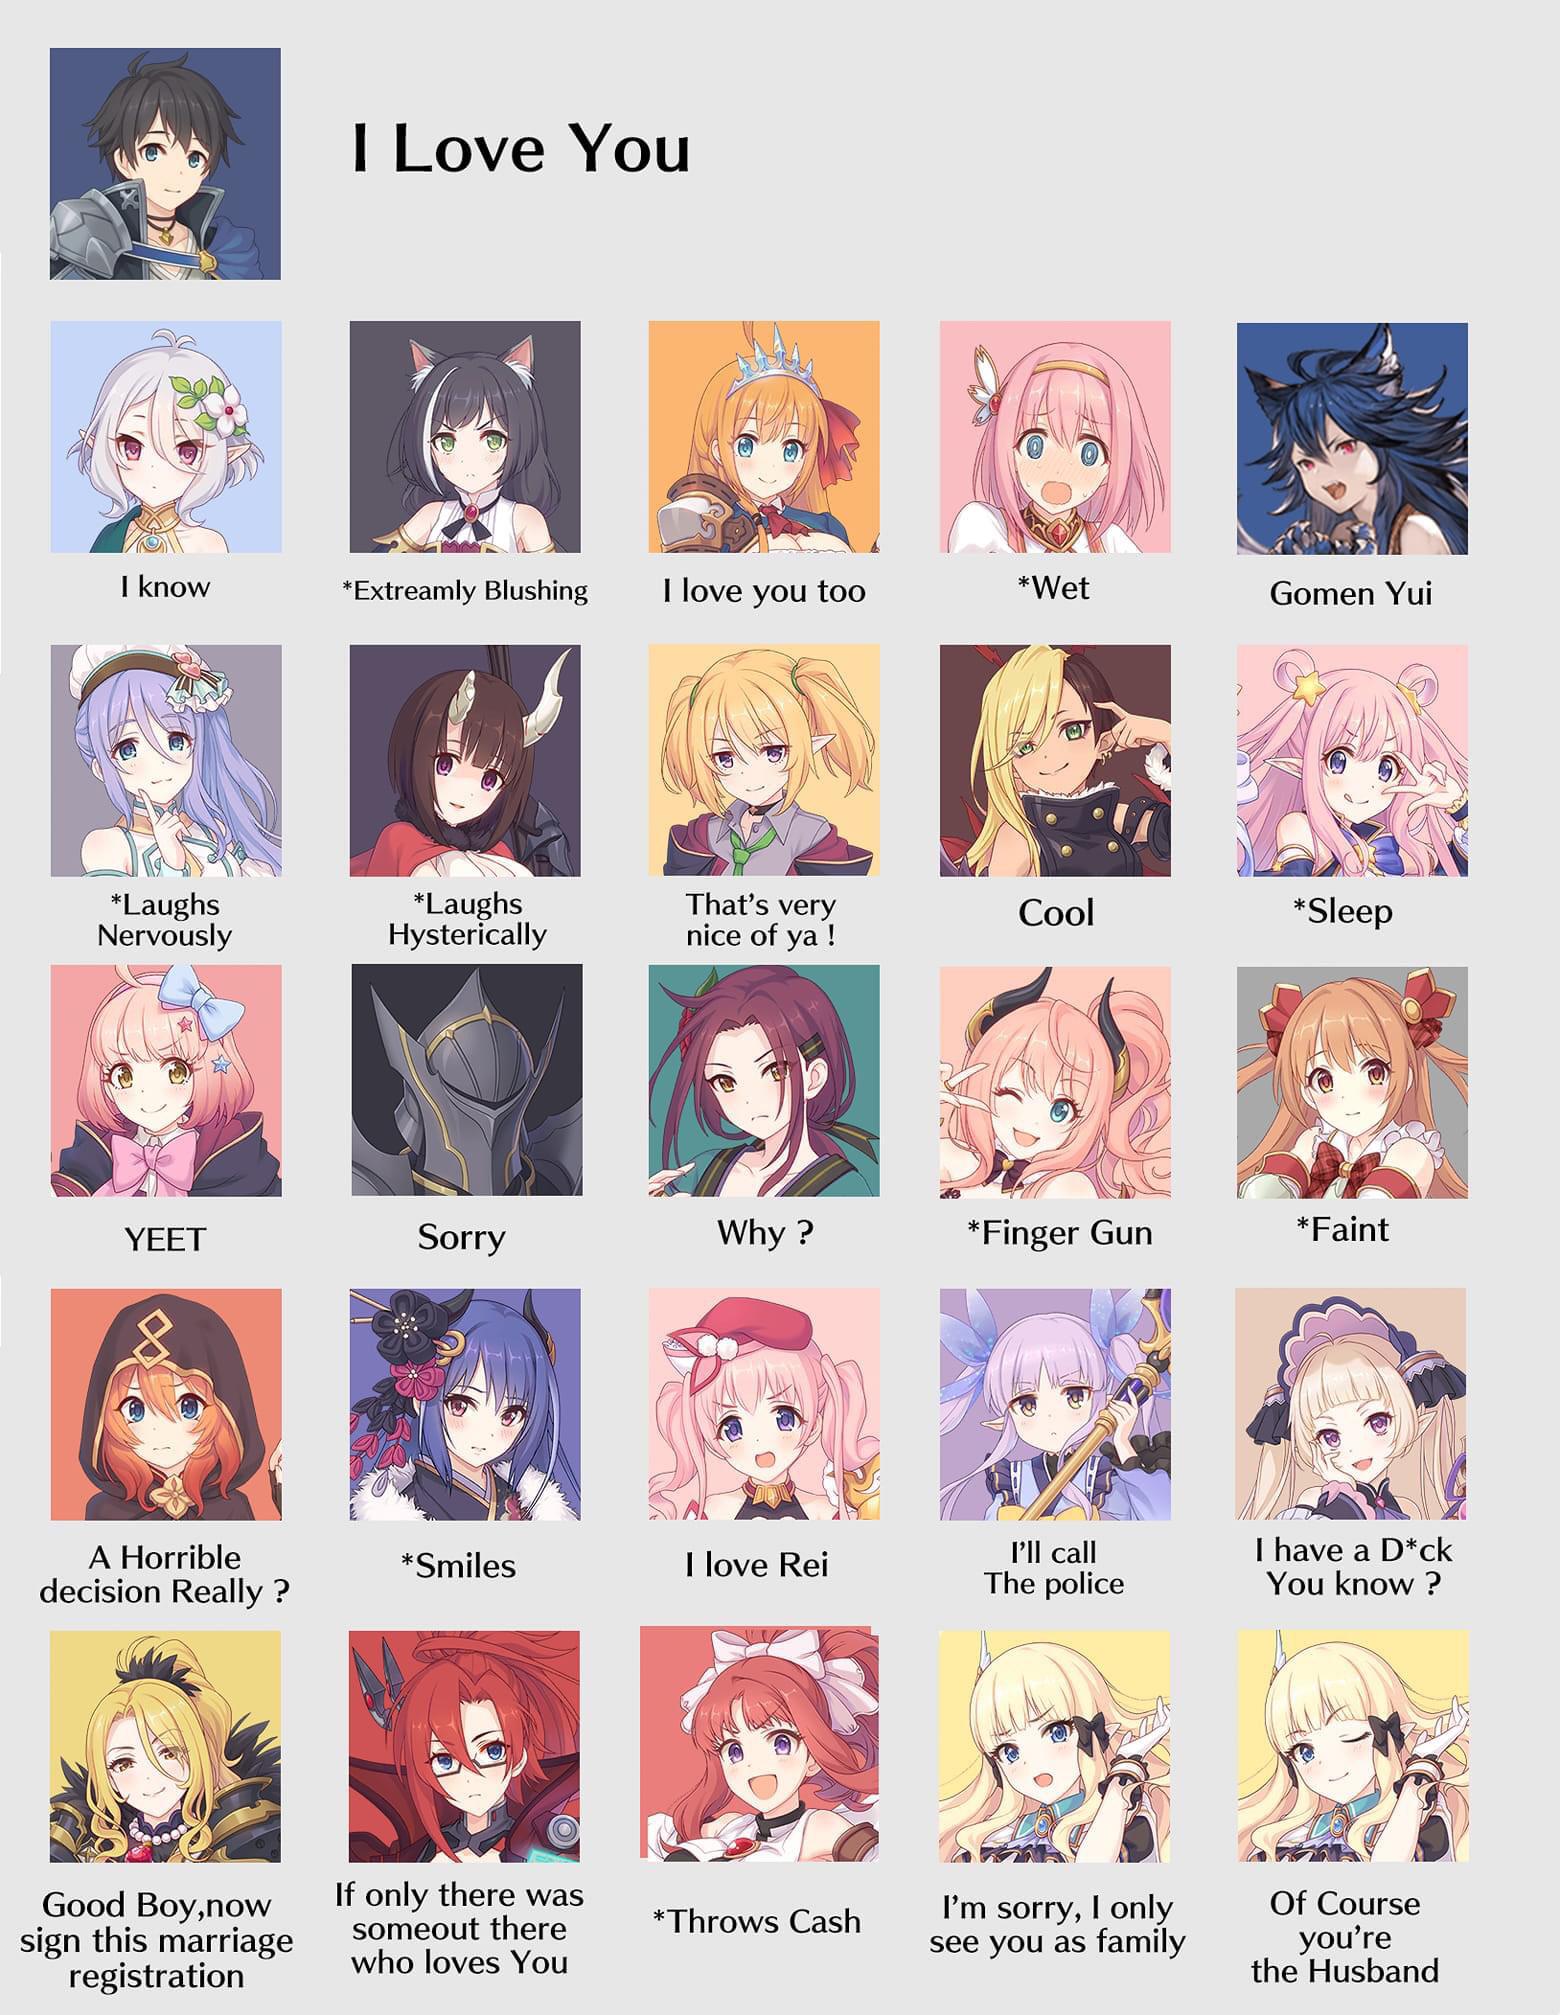 I Love You
I know
*Extreamly Blushing
I love you too
*Wet
Gomen Yui
*Laughs
Nervously
*Laughs
Hysterically
That's very
nice of ya !
Cool
*Sleep
YEET
Sorry
Why ?
*Finger Gun
*Faint
A Horrible
decision Really ?
*Smiles
I love Rei
I'll call
The police
I have a D*ck
You know ?
Good Boy,now
sign this marriage
registration
If only there was
someout there
who loves You
*Throws Cash
I'm sorry, I only
see you as family
Of Course
you're
the Husband